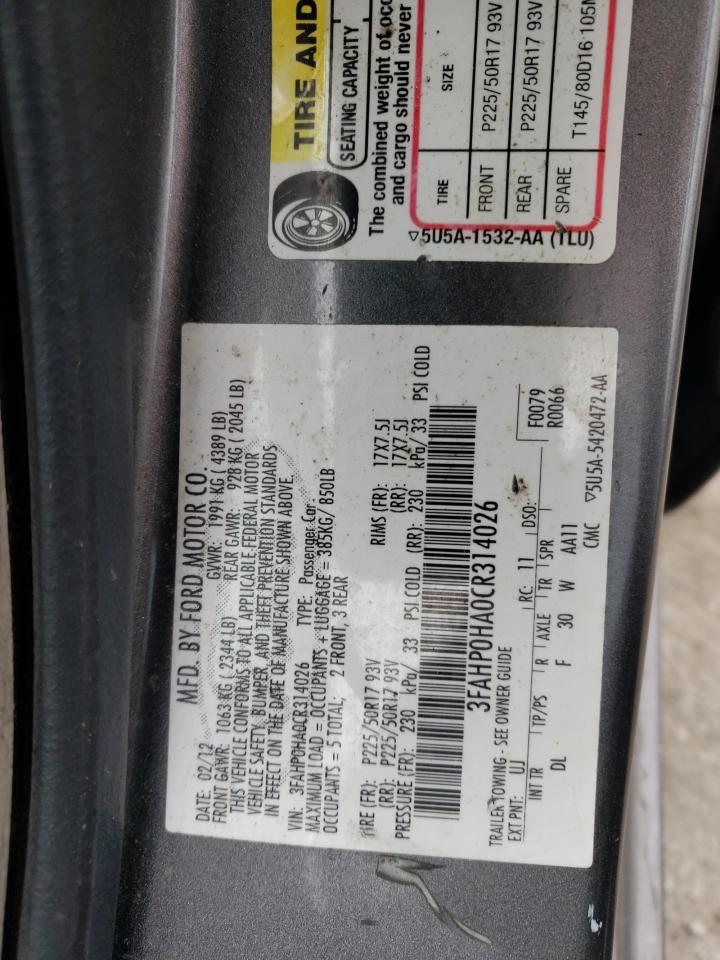 TIRE AND
SEATING CAPACITY
The combined weight of occ
and cargo should never
TIRE SIZE
FRONT P225/50R17 93V
REAR P225/50R17 93V
SPARE T145/80D16 105M
▽5U5A-1532-AA (TLU)
MFD. BY FORD MOTOR CO.
DATE: 02/12 GVWR: 1991 KG ( 4389 LB)
FRONT GAWR: 1063 KG ( 2344 LB) REAR GAWR: 928 KG ( 2045 LB)
THIS VEHICLE CONFORMS TO ALL APPLICABLE FEDERAL MOTOR
VEHICLE SAFETY, BUMPER, AND THEFT PREVENTION STANDARDS
IN EFFECT ON THE DATE OF MANUFACTURE SHOWN ABOVE.
VIN: 3FAHP0HA0CR314026 TYPE: Passenger Car
MAXIMUM LOAD = OCCUPANTS + LUGGAGE = 385KG/ 850LB
OCCUPANTS = 5 TOTAL: 2 FRONT, 3 REAR
TIRE (FR): P225/50R17 93V RIMS (FR): 17X7.5J
(RR): P225/50R17 93V (RR): 17X7.5J
PRESSURE (FR): 230 kPa/ 33 PSI COLD (RR): 230 kPa/ 33 PSI COLD
3FAHP0HA0CR314026
TRAILER TOWING - SEE OWNER GUIDE
F0079
EXT PNT: UJ RC: 11 DSO: R0066
INT TR TP/PS R AXLE TR SPR
DL F 30 W AA11
CMC ▽5U5A-5420472-AA